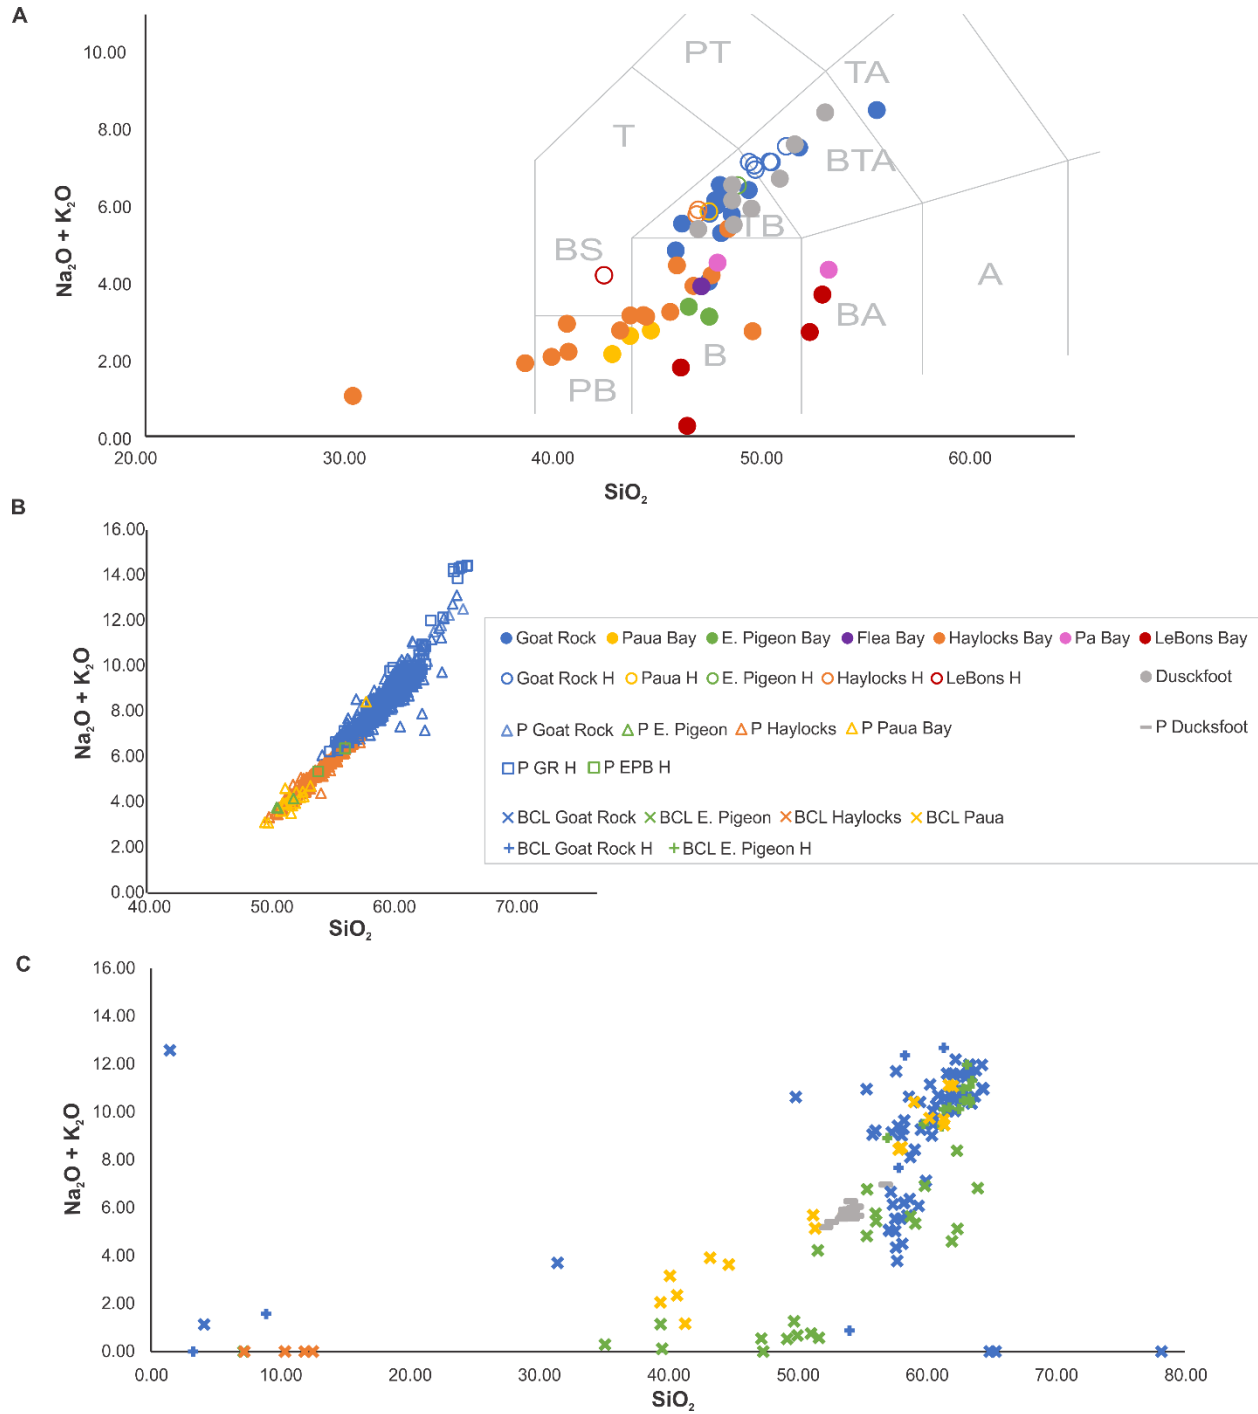 A
10.00
8.00
6.00
4.00
2.00
0.00
Na₂O + K₂O
PT
TA
T
BTA
TB
BS
A
BA
B
PB
20.00 30.00 40.00 50.00 60.00
SiO₂
B
16.00
14.00
12.00
10.00
8.00
6.00
4.00
2.00
0.00
Na₂O + K₂O
40.00 50.00 60.00 70.00
SiO₂
Goat Rock Paua Bay E. Pigeon Bay Flea Bay Haylocks Bay Pa Bay LeBons Bay
Goat Rock H Paua H E. Pigeon H Haylocks H LeBons H Dusckfoot
P Goat Rock P E. Pigeon P Haylocks P Paua Bay P Ducksfoot
P GR H P EPB H
BCL Goat Rock BCL E. Pigeon BCL Haylocks BCL Paua
BCL Goat Rock H BCL E. Pigeon H
C
16.00
14.00
12.00
10.00
8.00
6.00
4.00
2.00
0.00
Na₂O + K₂O
0.00 10.00 20.00 30.00 40.00 50.00 60.00 70.00 80.00
SiO₂